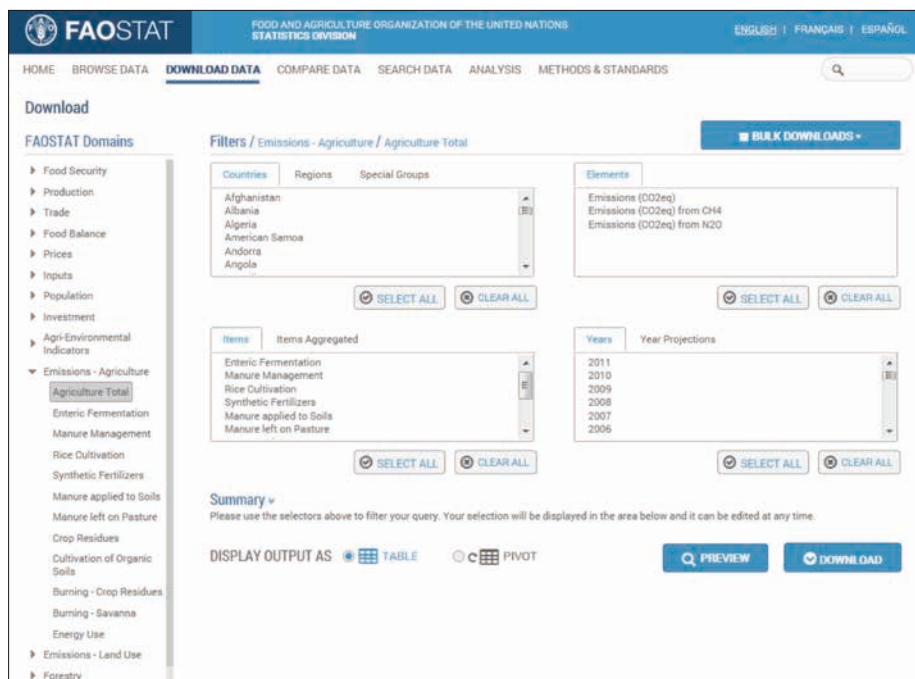 FAOSTAT
FOOD AND AGRICULTURE ORGANIZATION OF THE UNITED NATIONS
STATISTICS DIVISION
ENGLISH | FRANÇAIS | ESPAÑOL
HOME BROWSE DATA DOWNLOAD DATA COMPARE DATA SEARCH DATA ANALYSIS METHODS & STANDARDS
Download
FAOSTAT Domains
Food Security
Production
Trade
Food Balance
Prices
Inputs
Population
Investment
Agri-Environmental
Indicators
Emissions - Agriculture
Agriculture Total
Enteric Fermentation
Manure Management
Rice Cultivation
Synthetic Fertilizers
Manure applied to Soils
Manure left on Pasture
Crop Residues
Cultivation of Organic
Soils
Burning - Crop Residues
Burning - Savanna
Energy Use
Emissions - Land Use
Forestry
Filters / Emissions - Agriculture / Agriculture Total
BULK DOWNLOADS
Countries Regions Special Groups
Afghanistan
Albania
Algeria
American Samoa
Andorra
Angola
SELECT ALL CLEAR ALL
Elements
Emissions (CO2eq)
Emissions (CO2eq) from CH4
Emissions (CO2eq) from N2O
SELECT ALL CLEAR ALL
Items Items Aggregated
Enteric Fermentation
Manure Management
Rice Cultivation
Synthetic Fertilizers
Manure applied to Soils
Manure left on Pasture
SELECT ALL CLEAR ALL
Years Year Projections
2011
2010
2009
2008
2007
2006
SELECT ALL CLEAR ALL
Summary
Please use the selectors above to filter your query. Your selection will be displayed in the area below and it can be edited at any time.
DISPLAY OUTPUT AS TABLE PIVOT
PREVIEW DOWNLOAD